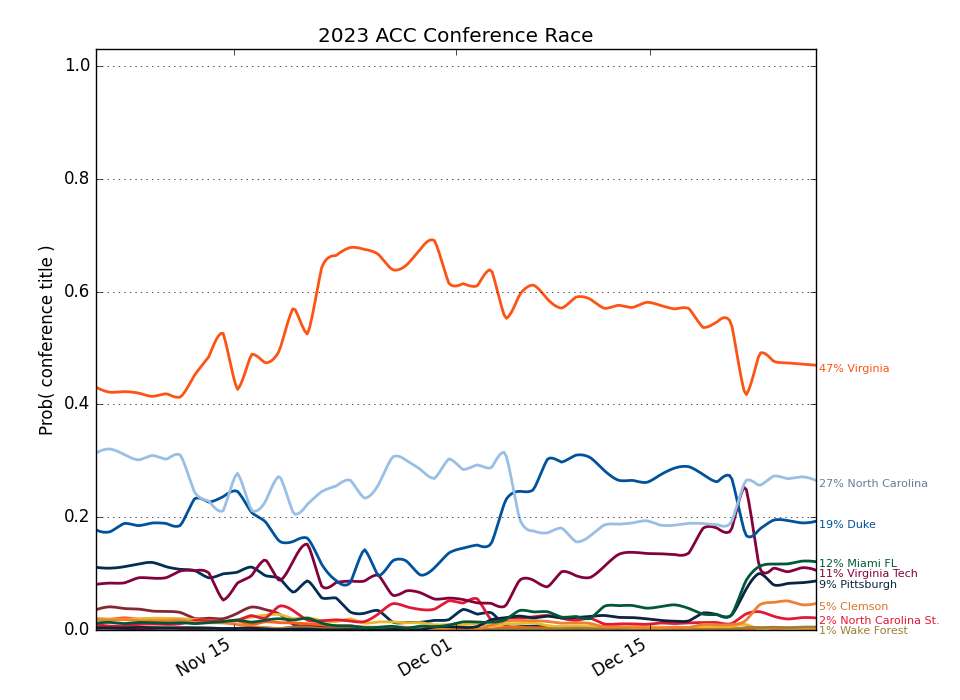 2023 ACC Conference Race
Prob( conference title )
1.0
0.8
0.6
0.4
0.2
0.0
Nov 15
Dec 01
Dec 15
47% Virginia
27% North Carolina
19% Duke
12% Miami FL
11% Virginia Tech
9% Pittsburgh
5% Clemson
2% North Carolina St.
1% Wake Forest